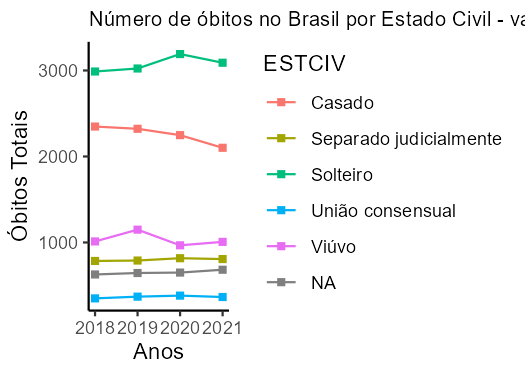 Número de óbitos no Brasil por Estado Civil - va
Óbitos Totais
3000
2000
1000
2018 2019 2020 2021
Anos
ESTCIV
Casado
Separado judicialmente
Solteiro
União consensual
Viúvo
NA